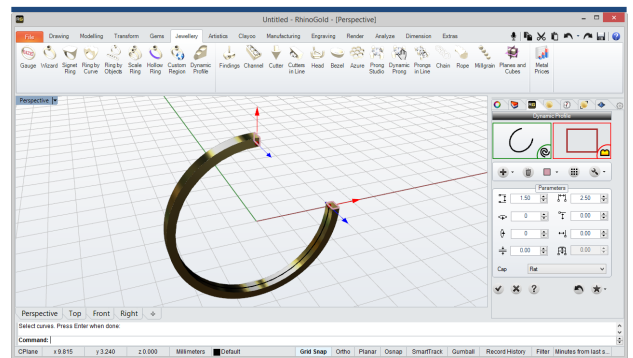 Untitled - RhinoGold - [Perspective]
File Drawing Modelling Transform Gems Jewellery Artistics Clayoo Manufacturing Engraving Render Analyze Dimension Extras
Gauge Wizard Signet Ring Ring by Curve Ring by Objects Scale Ring Hollow Ring Custom Region Dynamic Profile Findings Channel Cutter Cutters in Line Head Bezel Azure Prong Studio Dynamic Prong Prongs in Line Chain Rope Millgrain Planes and Cubes Metal Prices
Perspective
Dynamic Profile
Parameters
1.50 2.50
0 0.00
0 0.00
0.00 0.00
Cap Flat
Perspective Top Front Right
Select curves. Press Enter when done:
Command:
CPlane x 9.815 y 3.240 z 0.000 Millimeters Default Grid Snap Ortho Planar Osnap SmartTrack Gumball Record History Filter Minutes from last s...